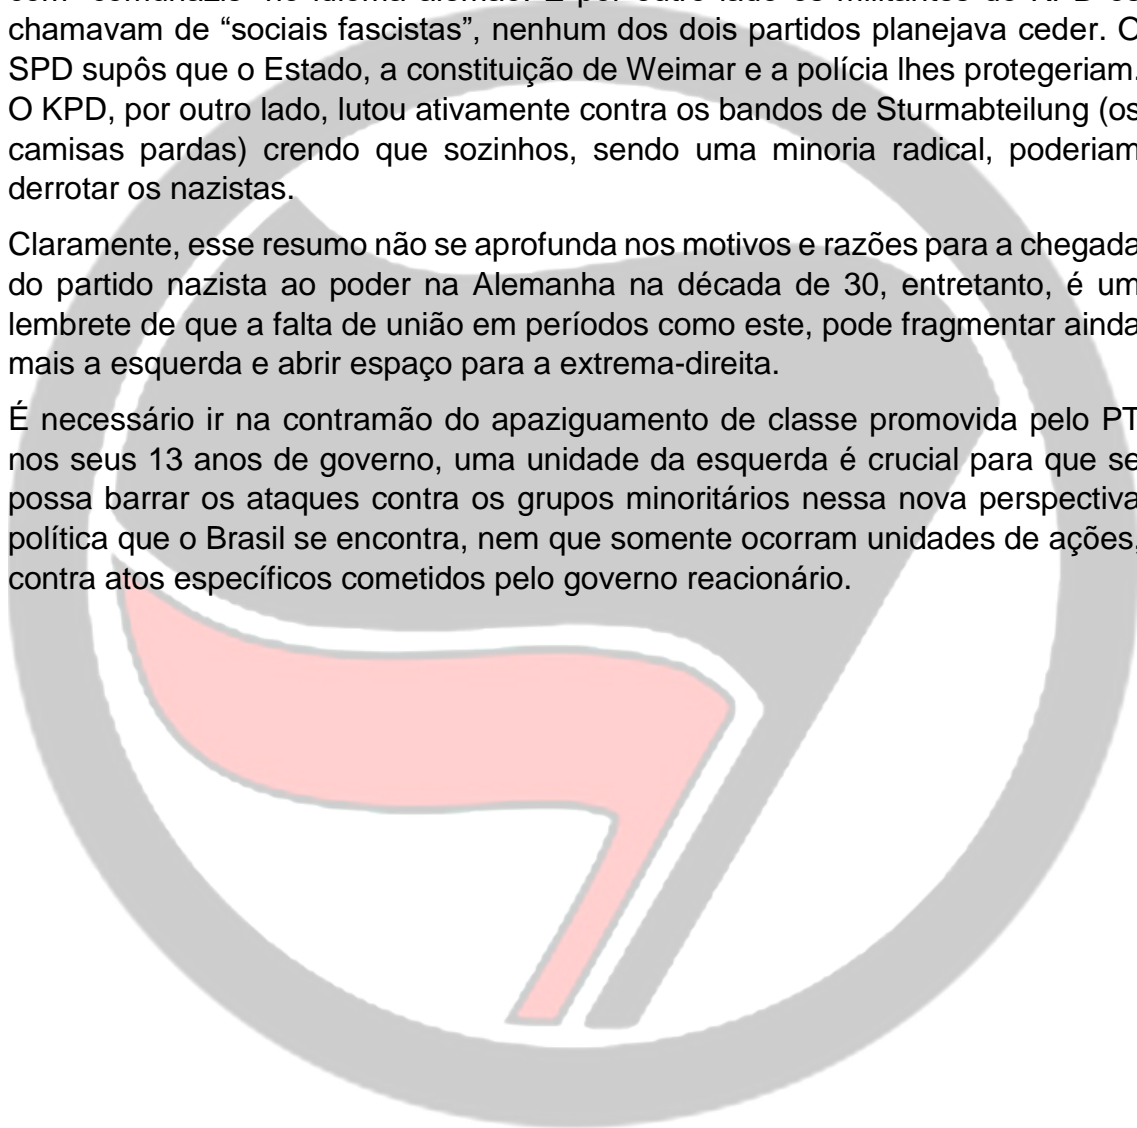 chamavam de “sociais fascistas”, nenhum dos dois partidos planejava ceder. O
SPD supôs que o Estado, a constituição de Weimar e a polícia lhes protegeriam.
O KPD, por outro lado, lutou ativamente contra os bandos de Sturmabteilung (os
camisas pardas) crendo que sozinhos, sendo uma minoria radical, poderiam
derrotar os nazistas.
Claramente, esse resumo não se aprofunda nos motivos e razões para a chegada
do partido nazista ao poder na Alemanha na década de 30, entretanto, é um
lembrete de que a falta de união em períodos como este, pode fragmentar ainda
mais a esquerda e abrir espaço para a extrema-direita.
É necessário ir na contramão do apaziguamento de classe promovida pelo PT
nos seus 13 anos de governo, uma unidade da esquerda é crucial para que se
possa barrar os ataques contra os grupos minoritários nessa nova perspectiva
política que o Brasil se encontra, nem que somente ocorram unidades de ações,
contra atos específicos cometidos pelo governo reacionário.